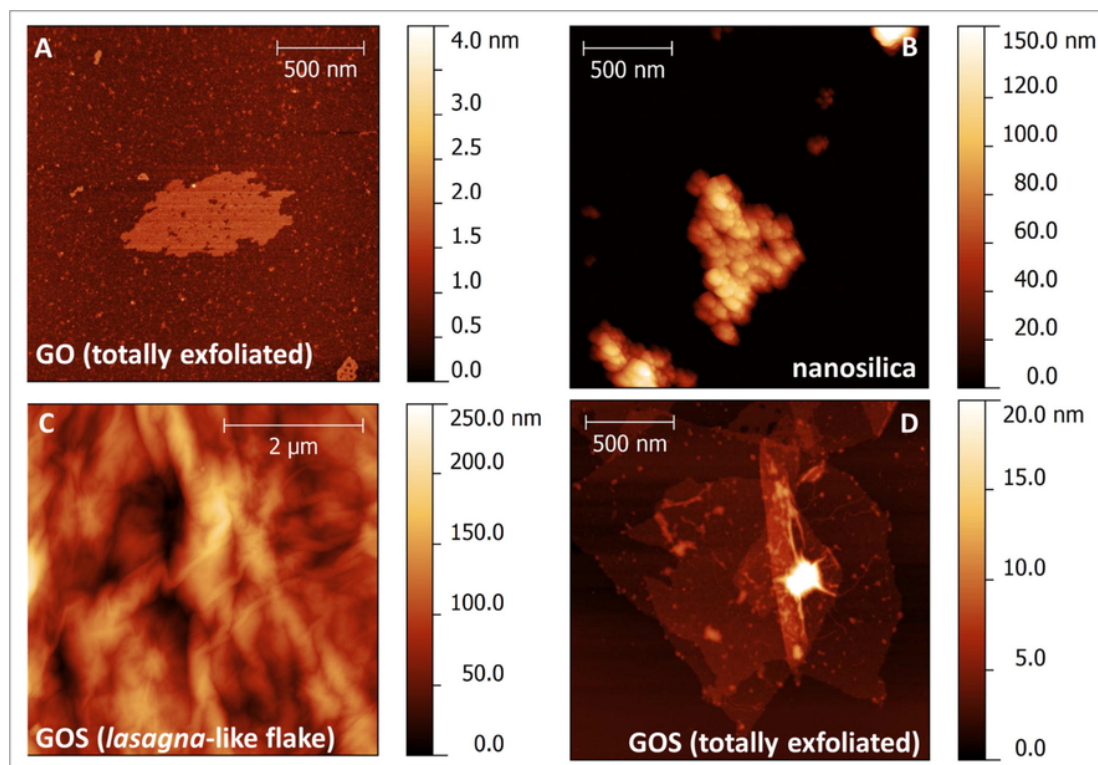 A
500 nm
GO (totally exfoliated)
4.0 nm
3.0
2.5
2.0
1.5
1.0
0.5
0.0
500 nm
B
nanosilica
150.0 nm
120.0
100.0
80.0
60.0
40.0
20.0
0.0
C
2 µm
GOS (lasagna-like flake)
250.0 nm
200.0
150.0
100.0
50.0
0.0
500 nm
D
GOS (totally exfoliated)
20.0 nm
15.0
10.0
5.0
0.0